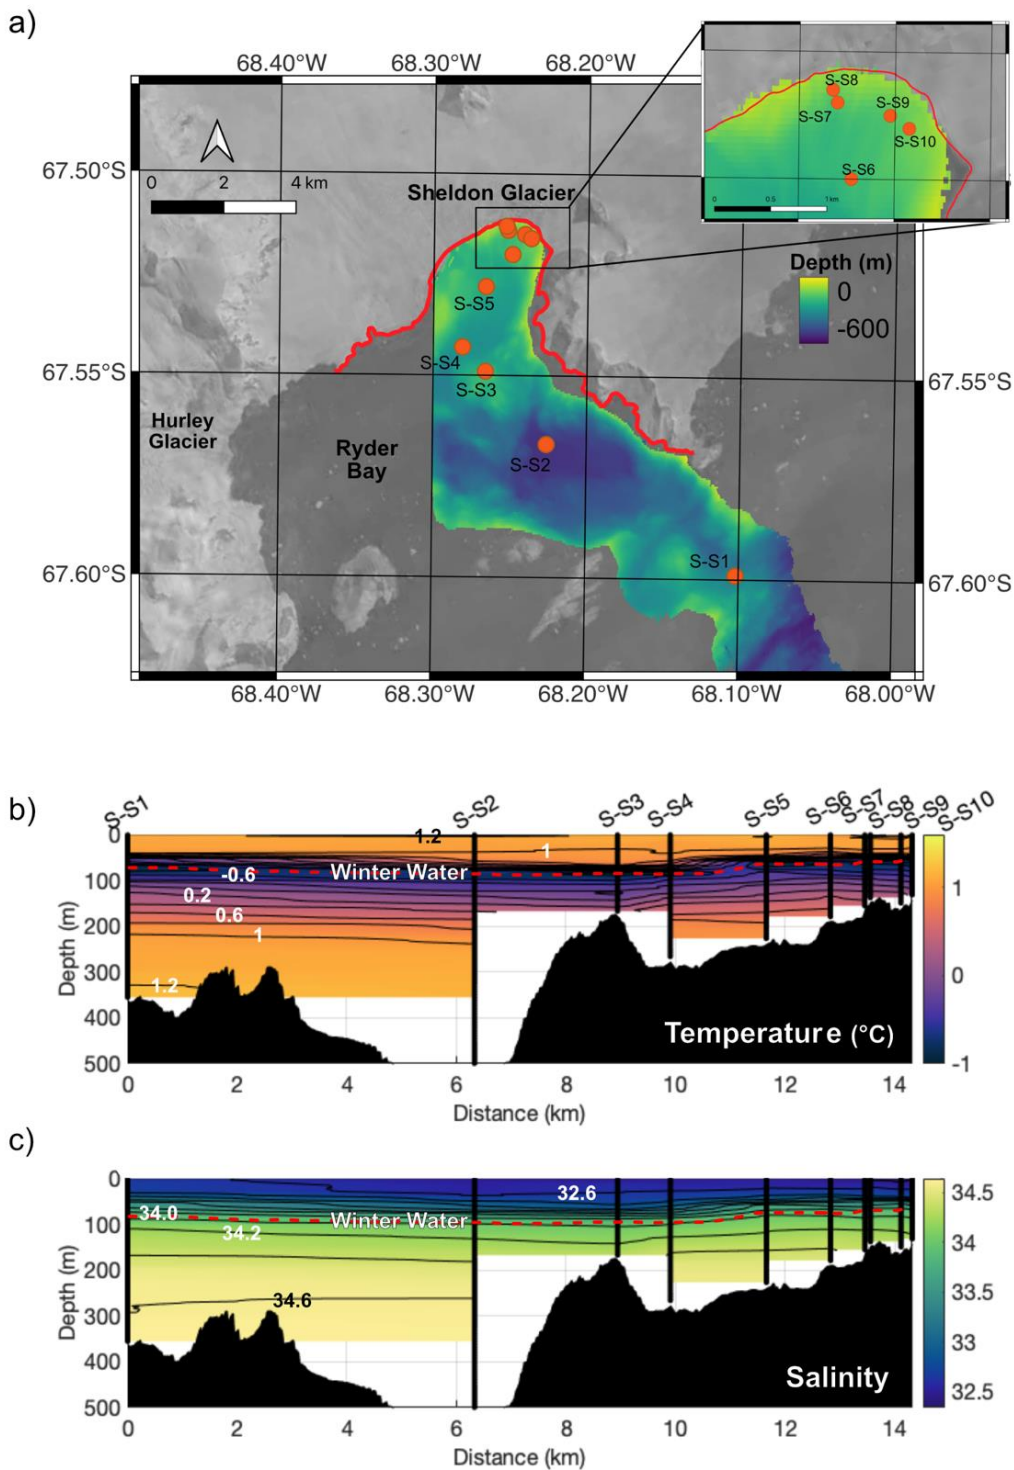 a)
68.40°W 68.30°W 68.20°W
S-S8
S-S9
S-S7
S-S10
S-S6
0 0.5 1km
67.50°S
0 2 4 km
Sheldon Glacier
Depth (m)
0
-600
S-S5
S-S4
S-S3
67.55°S 67.55°S
Hurley
Glacier
Ryder
Bay
S-S2
S-S1
67.60°S 67.60°S
68.40°W 68.30°W 68.20°W 68.10°W 68.00°W
b)
S-S1 S-S2 S-S3 S-S4 S-S5 S-S6 S-S7 S-S8 S-S9 S-S10
0
100
200
300
400
500
Depth (m)
1.2
1
Winter Water
-0.6
0.2
0.6
1
1.2
Temperature (°C)
1
0
-1
0 2 4 6 8 10 12 14
Distance (km)
c)
0
100
200
300
400
500
Depth (m)
32.6
34.0
Winter Water
34.2
34.6
Salinity
34.5
34
33.5
33
32.5
0 2 4 6 8 10 12 14
Distance (km)